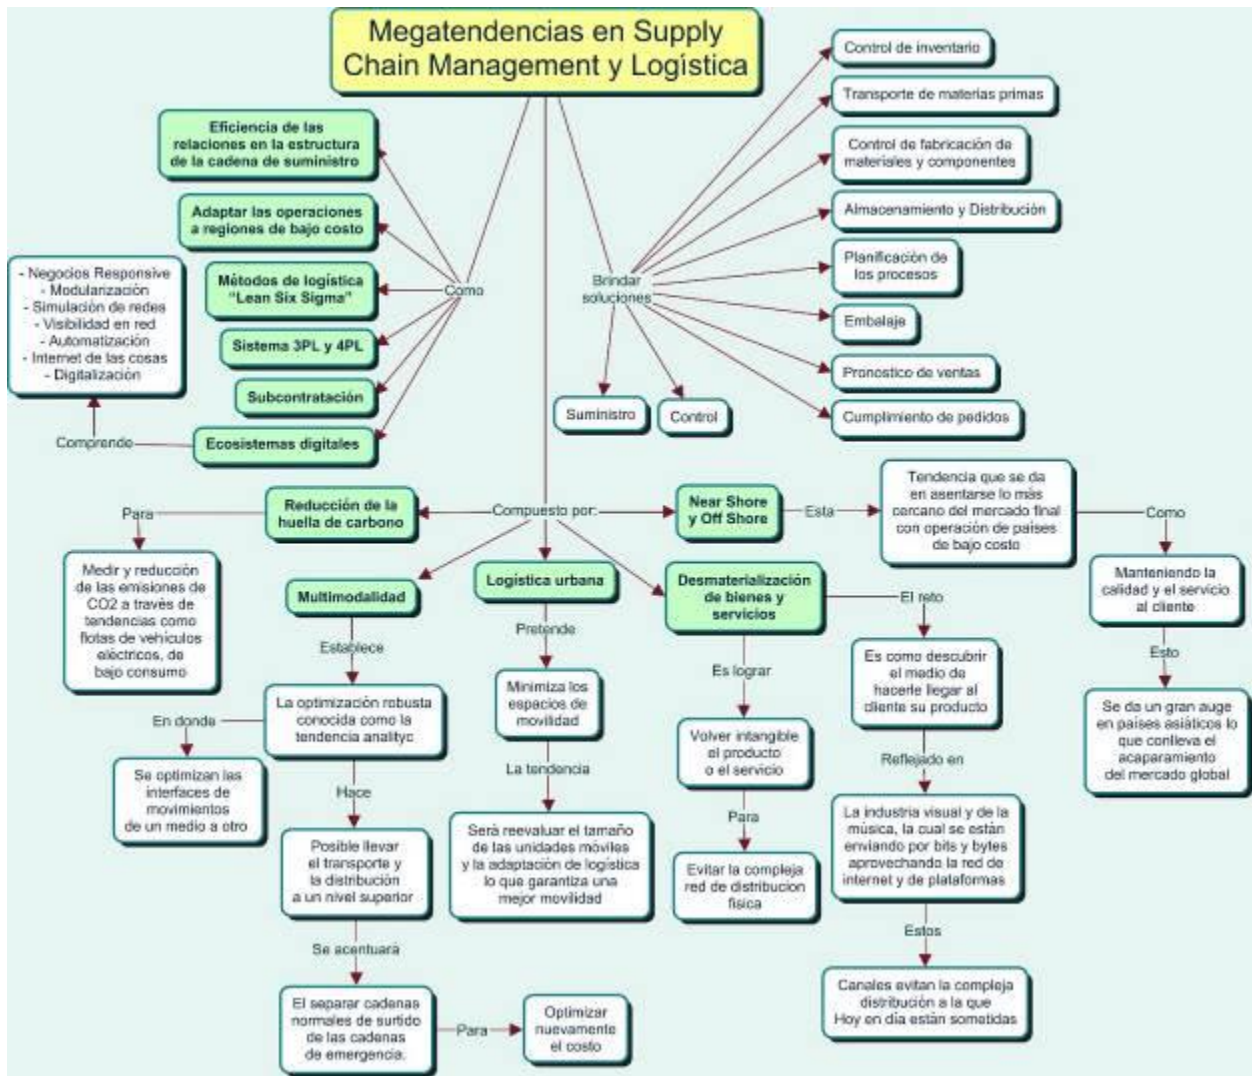 Megatendencias en Supply
Chain Management y Logística
Como
Eficiencia de las
relaciones en la estructura
de la cadena de suministro
Adaptar las operaciones
a regiones de bajo costo
Métodos de logística
“Lean Six Sigma”
Sistema 3PL y 4PL
Subcontratación
Ecosistemas digitales
Comprende
- Negocios Responsive
- Modularización
- Simulación de redes
- Visibilidad en red
- Automatización
- Internet de las cosas
- Digitalización
Brindar
soluciones
Control de inventario
Transporte de materias primas
Control de fabricación de
materiales y componentes
Almacenamiento y Distribución
Planificación de
los procesos
Embalaje
Pronostico de ventas
Cumplimiento de pedidos
Suministro
Control
Compuesto por:
Reducción de la
huella de carbono
Para
Medir y reducción
de las emisiones de
CO2 a través de
tendencias como
flotas de vehículos
eléctricos, de
bajo consumo
Multimodalidad
Establece
La optimización robusta
conocida como la
tendencia analityc
En donde
Se optimizan las
interfaces de
movimientos
de un medio a otro
Hace
Posible llevar
el transporte y
la distribución
a un nivel superior
Se acentuará
El separar cadenas
normales de surtido
de las cadenas
de emergencia.
Para
Optimizar
nuevamente
el costo
Logística urbana
Pretende
Minimiza los
espacios de
movilidad
La tendencia
Serà reevaluar el tamaño
de las unidades móviles
y la adaptación de logística
lo que garantiza una
mejor movilidad
Desmaterialización
de bienes y
servicios
Es lograr
Volver intangible
el producto
o el servicio
Para
Evitar la compleja
red de distribucion
física
El reto
Es como descubrir
el medio de
hacerle llegar al
cliente su producto
Reflejado en
La industria visual y de la
música, la cual se están
enviando por bits y bytes
aprovechando la red de
internet y de plataformas
Estos
Canales evitan la compleja
distribución a la que
Hoy en día están sometidas
Near Shore
y Off Shore
Esta
Tendencia que se da
en asentarse lo más
cercano del mercado final
con operación de países
de bajo costo
Como
Manteniendo la
calidad y el servicio
al cliente
Esto
Se da un gran auge
en países asiáticos lo
que conlleva el
acaparamiento
del mercado global